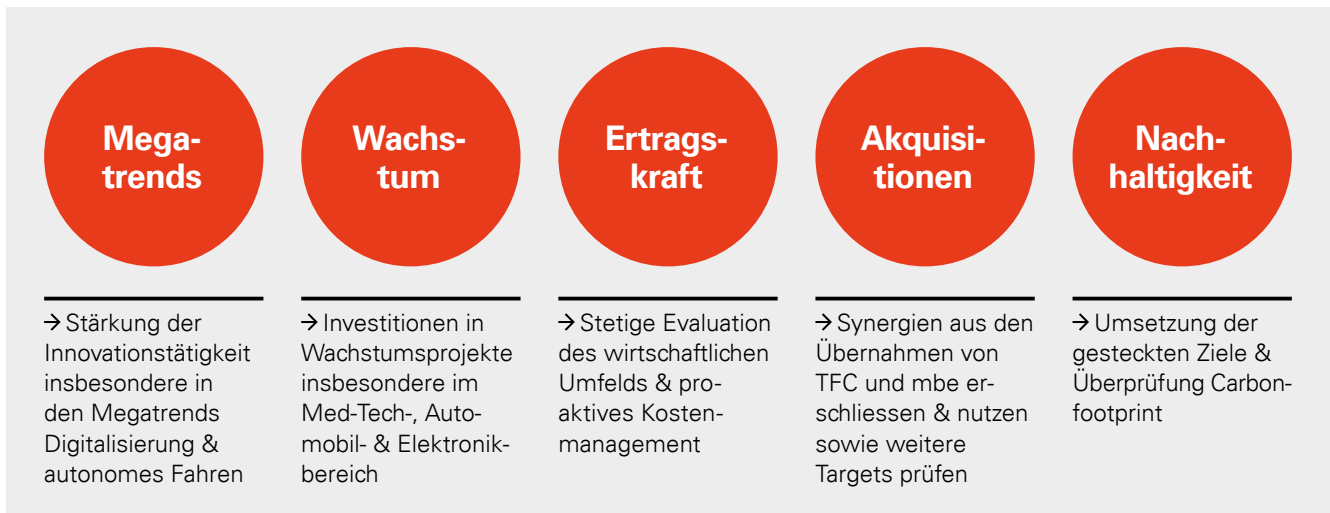 Mega-
trends
→ Stärkung der
Innovationstätigkeit
insbesondere in
den Megatrends
Digitalisierung &
autonomes Fahren
Wachs-
tum
→ Investitionen in
Wachstumsprojekte
insbesondere im
Med-Tech-, Auto-
mobil- & Elektronik-
bereich
Ertrags-
kraft
→ Stetige Evaluation
des wirtschaftlichen
Umfelds & pro-
aktives Kosten-
management
Akquisi-
tionen
→ Synergien aus den
Übernahmen von
TFC und mbe er-
schliessen & nutzen
sowie weitere
Targets prüfen
Nach-
haltigkeit
→ Umsetzung der
gesteckten Ziele &
Überprüfung Carbon-
footprint